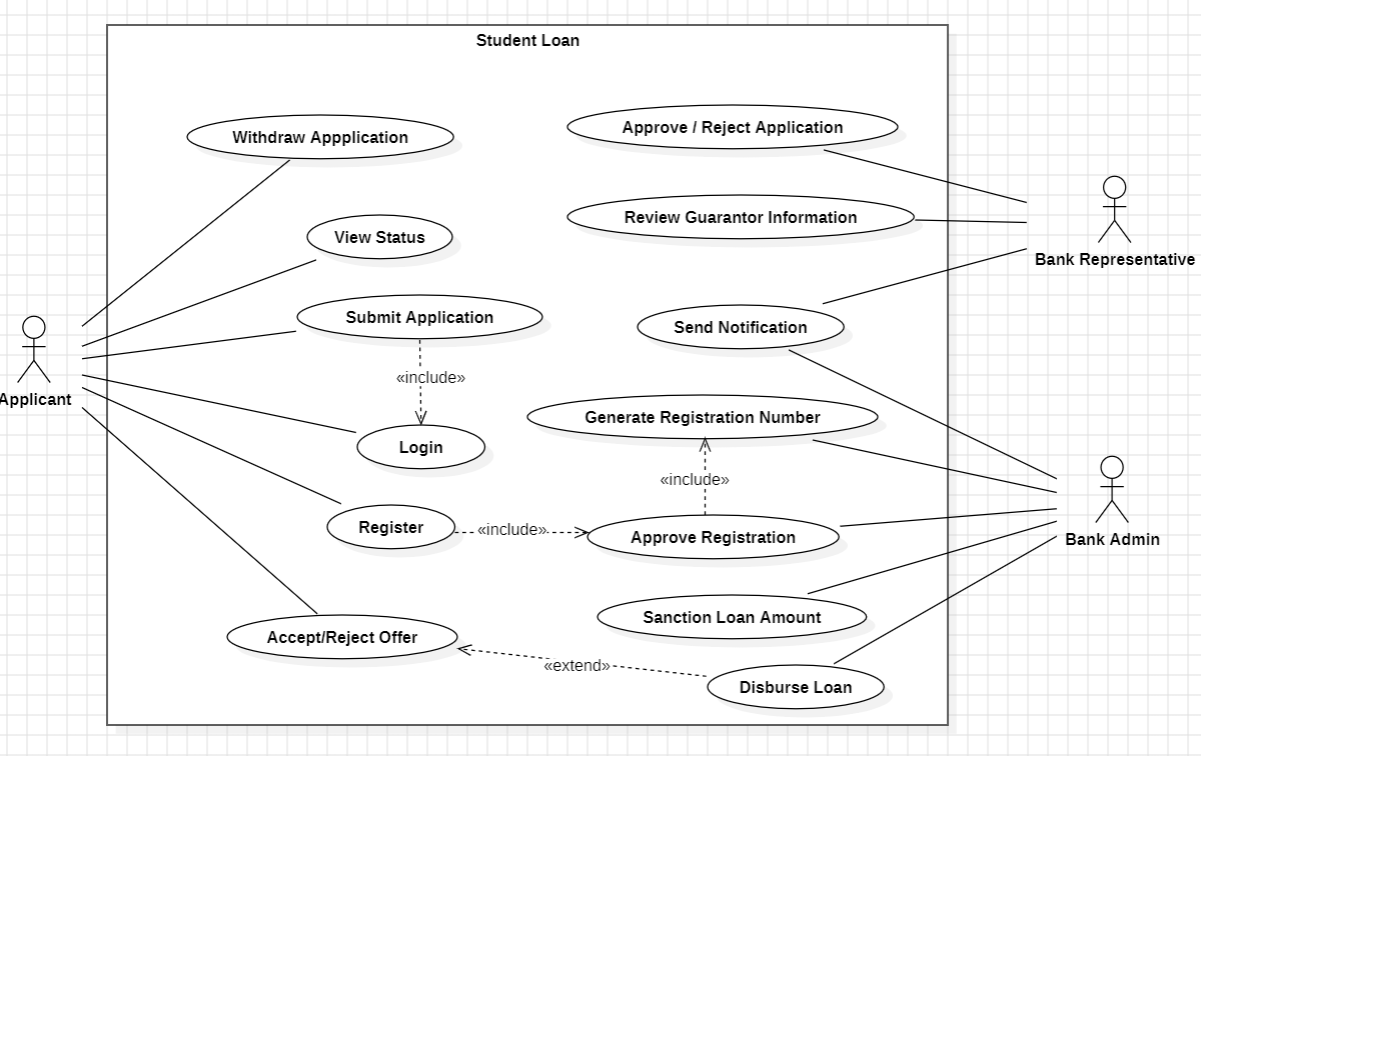 Student Loan
Withdraw Appplication
Approve / Reject Application
View Status
Review Guarantor Information
Bank Representative
Submit Application
Send Notification
«include»
Applicant
Generate Registration Number
Login
«include»
Register
«include»
Approve Registration
Bank Admin
Sanction Loan Amount
Accept/Reject Offer
«extend»
Disburse Loan